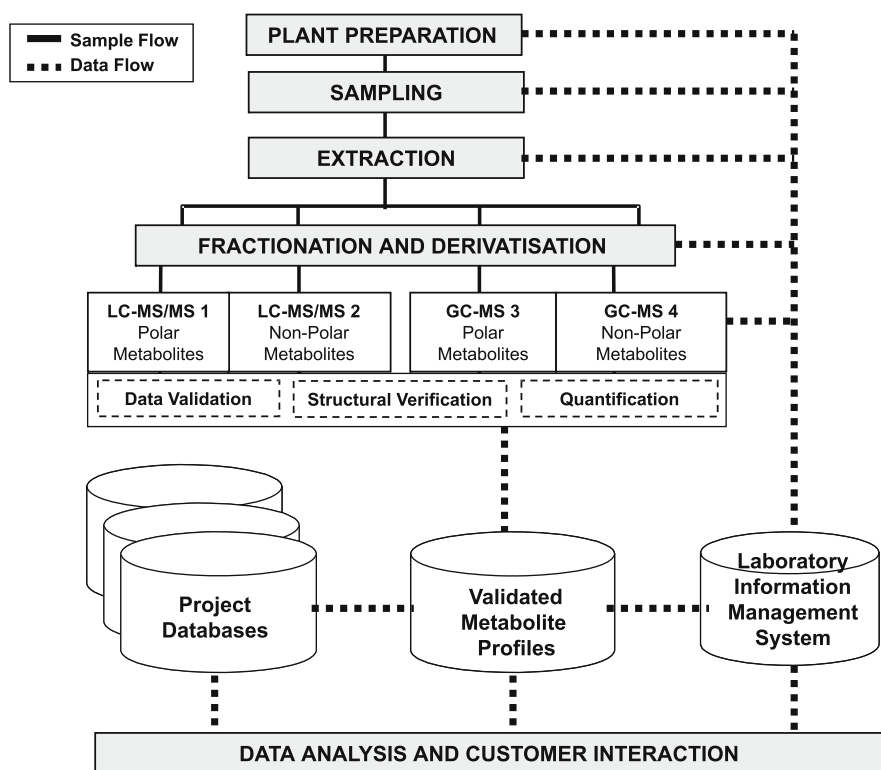 PLANT PREPARATION
Sample Flow
Data Flow
SAMPLING
EXTRACTION
FRACTIONATION AND DERIVATISATION
LC-MS/MS 1
Polar
Metabolites
LC-MS/MS 2
Non-Polar
Metabolites
GC-MS 3
Polar
Metabolites
GC-MS 4
Non-Polar
Metabolites
Data Validation
Structural Verification
Quantification
Project
Databases
Validated
Metabolite
Profiles
Laboratory
Information
Management
System
DATA ANALYSIS AND CUSTOMER INTERACTION